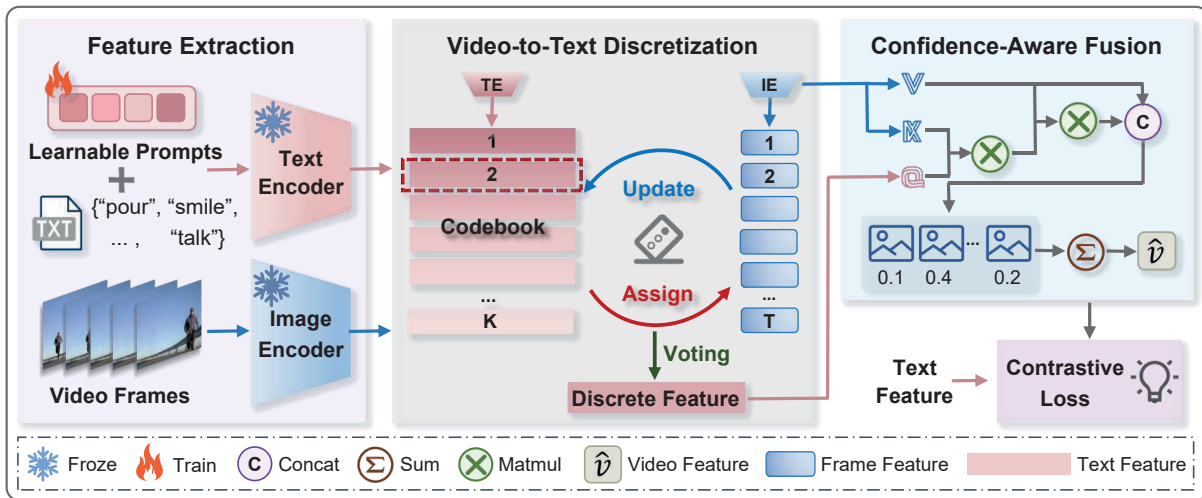 Feature Extraction
Learnable Prompts
+
TXT
{“pour”, “smile”,
... , “talk”}
Text
Encoder
Video Frames
Image
Encoder
Video-to-Text Discretization
TE
1
2
Codebook
...
K
Update
Assign
Voting
Discrete Feature
IE
1
2
...
T
Confidence-Aware Fusion
V
K
Q
C
...
0.1
0.4
0.2
Σ
v̂
Text
Feature
Contrastive
Loss
Froze
Train
C Concat
Σ Sum
Matmul
v̂ Video Feature
Frame Feature
Text Feature